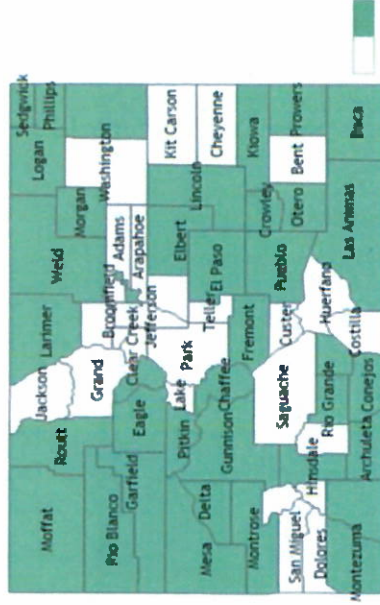 Sedgwick
Phillips
Logan
Moffat
Routt
Jackson
Larimer
Weld
Morgan
Washington
Rio Blanco
Garfield
Grand
Eagle
Clear Creek
Broomfield
Adams
Arapahoe
Jefferson
Kit Carson
Elbert
Lincoln
Cheyenne
Mesa
Delta
Pitkin
Lake
Park
Teller
El Paso
Gunnison
Chaffee
Fremont
Crowley
Kiowa
Montrose
Saguache
Custer
Pueblo
Otero
Bent
Prowers
San Miguel
Dolores
Hinsdale
Rio Grande
Huerfano
Las Animas
Baca
Montezuma
Archuleta
Conejos
Costilla